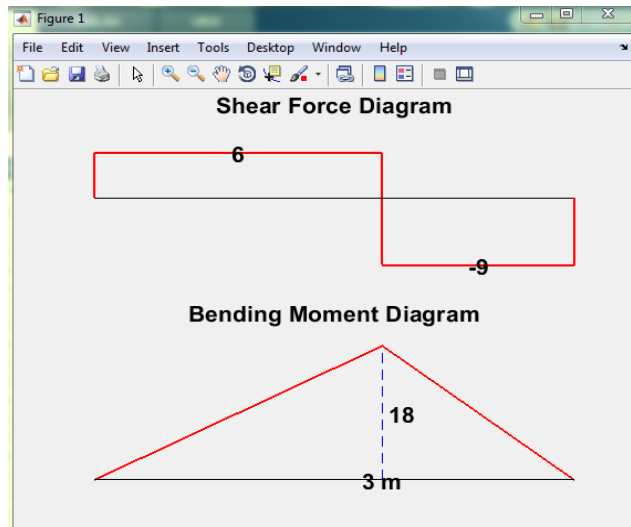 Figure 1
File Edit View Insert Tools Desktop Window Help
Shear Force Diagram
6
-9
Bending Moment Diagram
18
3 m